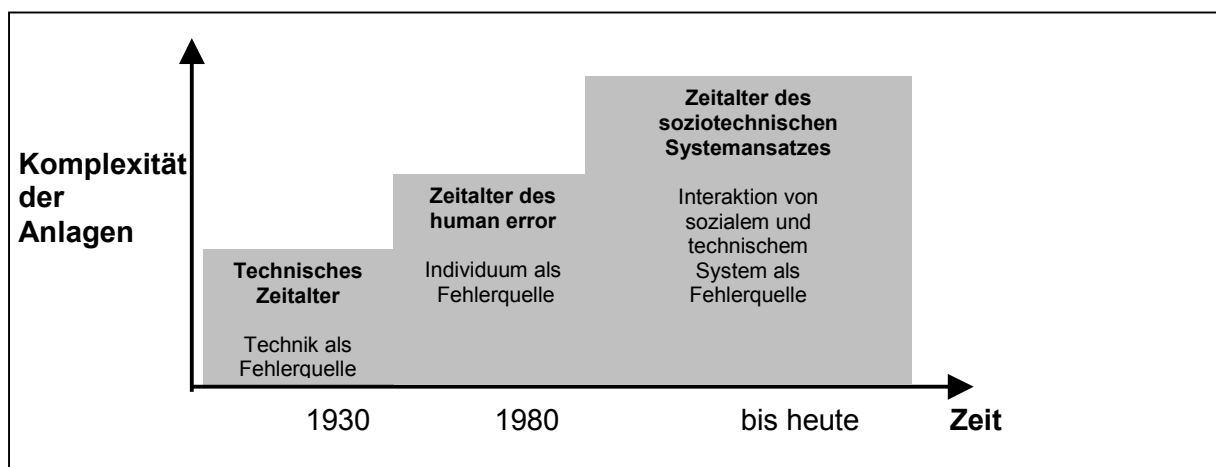 Komplexität
der
Anlagen
Technisches
Zeitalter
Technik als
Fehlerquelle
Zeitalter des
human error
Individuum als
Fehlerquelle
Zeitalter des
soziotechnischen
Systemansatzes
Interaktion von
sozialem und
technischem
System als
Fehlerquelle
1930 1980 bis heute Zeit